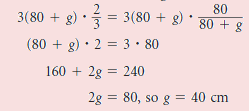 3(80 + g) · 2/3 = 3(80 + g) · 80/(80 + g)
(80 + g) · 2 = 3 · 80
160 + 2g = 240
2g = 80, so g = 40 cm